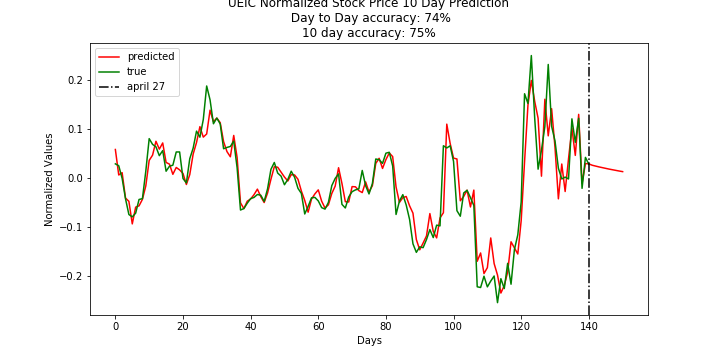 UEIC Normalized Stock Price 10 Day Prediction
Day to Day accuracy: 74%
10 day accuracy: 75%
predicted
true
april 27
Normalized Values
0.2
0.1
0.0
−0.1
−0.2
0
20
40
60
80
100
120
140
Days